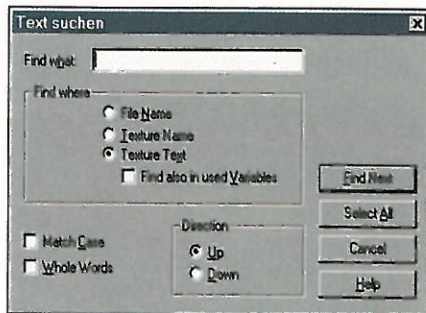 Text suchen
Find what:
Find where
File Name
Texture Name
Texture Text
Find also in used Variables
Find Next
Select All
Match Case
Whole Words
Direction
Up
Down
Cancel
Help